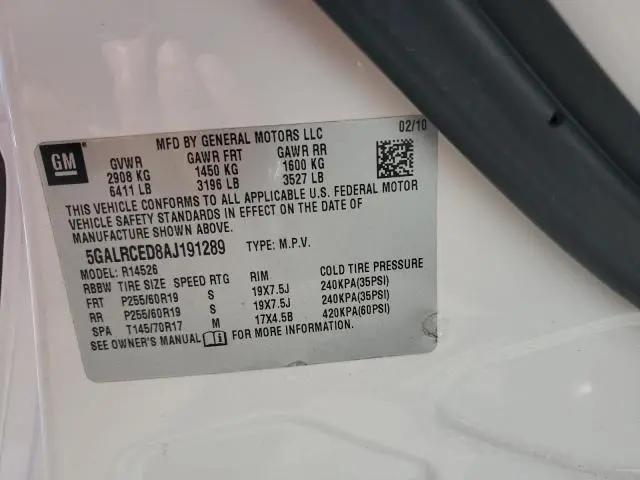 GM
MFD BY GENERAL MOTORS LLC 02/10
GVWR GAWR FRT GAWR RR
2908 KG 1450 KG 1600 KG
6411 LB 3196 LB 3527 LB
THIS VEHICLE CONFORMS TO ALL APPLICABLE U.S. FEDERAL MOTOR
VEHICLE SAFETY STANDARDS IN EFFECT ON THE DATE OF
MANUFACTURE SHOWN ABOVE.
5GALRCED8AJ191289 TYPE: M.P.V.
MODEL: R14526
RBBW TIRE SIZE SPEED RTG RIM COLD TIRE PRESSURE
FRT P255/60R19 S 19X7.5J 240KPA(35PSI)
RR P255/60R19 S 19X7.5J 240KPA(35PSI)
SPA T145/70R17 M 17X4.5B 420KPA(60PSI)
SEE OWNER'S MANUAL FOR MORE INFORMATION.